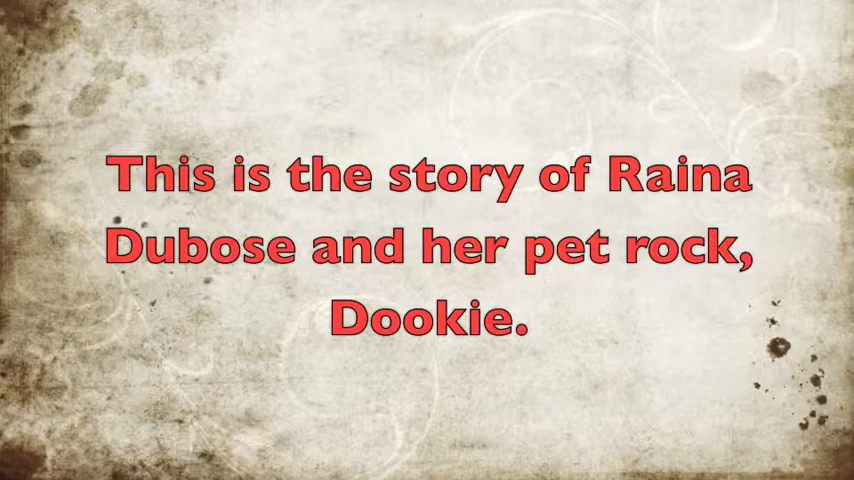 This is the story of Raina
Dubose and her pet rock,
Dookie.